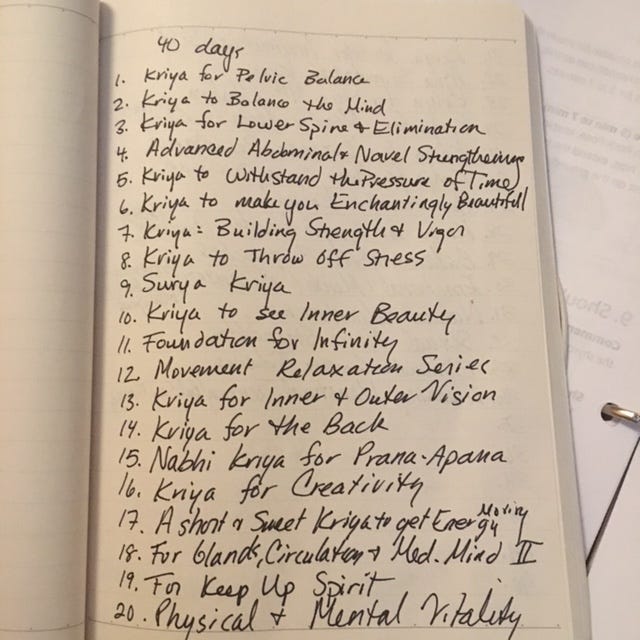 40 days
1. Kriya for Pelvic Balance
2. Kriya to Balance the Mind
3. Kriya for Lower Spine & Elimination
4. Advanced Abdominal & Navel Strengthening
5. Kriya to Withstand the Pressure of Time
6. Kriya to make you Enchantingly Beautiful
7. Kriya: Building Strength & Vigor
8. Kriya to Throw off Stress
9. Surya Kriya
10. Kriya to see Inner Beauty
11. Foundation for Infinity
12. Movement Relaxation Series
13. Kriya for Inner & Outer Vision
14. Kriya for the Back
15. Nabhi Kriya for Prana-Apana
16. Kriya for Creativity
17. A short & Sweet Kriya to get Energy Moving
18. For Glands, Circulation & Med. Mind II
19. For Keep Up Spirit
20. Physical & Mental Vitality
9. Shou